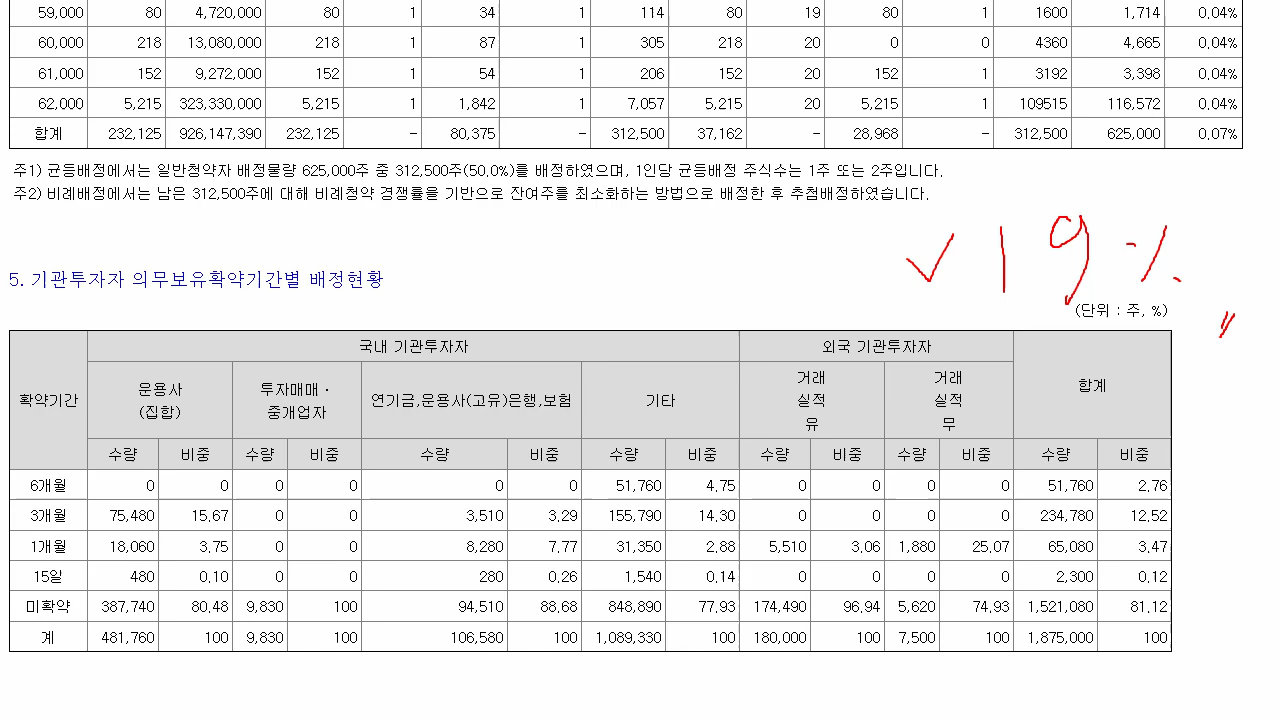 59,000 80 4,720,000 80 1 34 1 114 80 19 80 1 1600 1,714 0.04%
60,000 218 13,080,000 218 1 87 1 305 218 20 0 0 4360 4,665 0.04%
61,000 152 9,272,000 152 1 54 1 206 152 20 152 1 3192 3,398 0.04%
62,000 5,215 323,330,000 5,215 1 1,842 1 7,057 5,215 20 5,215 1 109515 116,572 0.04%
합계 232,125 926,147,390 232,125 - 80,375 - 312,500 37,162 - 28,968 - 312,500 625,000 0.07%
주1) 균등배정에서는 일반청약자 배정물량 625,000주 중 312,500주(50.0%)를 배정하였으며, 1인당 균등배정 주식수는 1주 또는 2주입니다.
주2) 비례배정에서는 남은 312,500주에 대해 비례청약 경쟁률을 기반으로 잔여주를 최소화하는 방법으로 배정한 후 추첨배정하였습니다.
✓ 19 %
5. 기관투자자 의무보유확약기간별 배정현황
(단위 : 주, %)
확약기간 국내 기관투자자 외국 기관투자자 합계
운용사 (집합) 투자매매 · 중개업자 연기금,운용사(고유)은행,보험 기타 거래 실적 유 거래 실적 무
수량 비중 수량 비중 수량 비중 수량 비중 수량 비중 수량 비중 수량 비중
6개월 0 0 0 0 0 0 51,760 4.75 0 0 0 0 51,760 2.76
3개월 75,480 15.67 0 0 3,510 3.29 155,790 14.30 0 0 0 0 234,780 12.52
1개월 18,060 3.75 0 0 8,280 7.77 31,350 2.88 5,510 3.06 1,880 25.07 65,080 3.47
15일 480 0.10 0 0 280 0.26 1,540 0.14 0 0 0 0 2,300 0.12
미확약 387,740 80.48 9,830 100 94,510 88.68 848,890 77.93 174,490 96.94 5,620 74.93 1,521,080 81.12
계 481,760 100 9,830 100 106,580 100 1,089,330 100 180,000 100 7,500 100 1,875,000 100